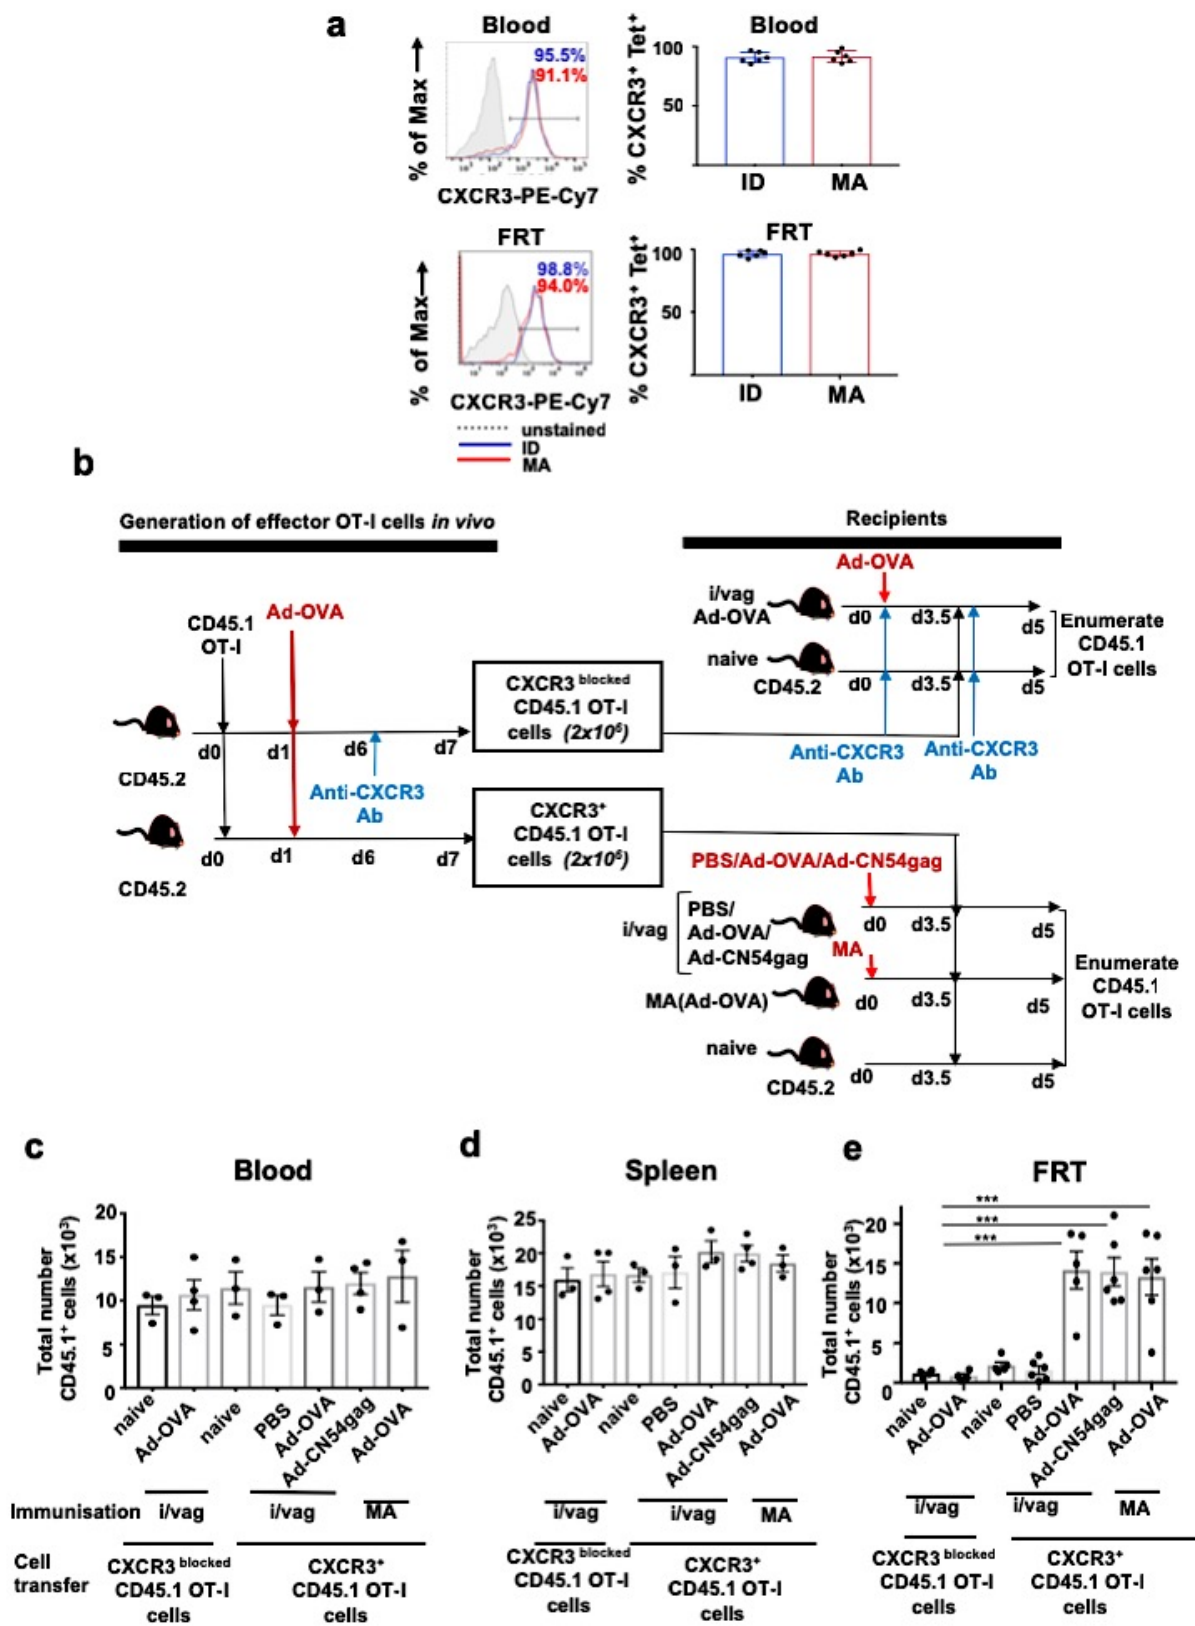 a
Blood
95.5%
91.1%
% of Max
CXCR3-PE-Cy7
Blood
% CXCR3⁺ Tet⁺
100
50
ID MA
FRT
98.8%
94.0%
% of Max
CXCR3-PE-Cy7
unstained
ID
MA
FRT
% CXCR3⁺ Tet⁺
100
50
ID MA
b
Generation of effector OT-I cells in vivo
CD45.1
OT-I
Ad-OVA
d0 d1 d6 d7
CD45.2
Anti-CXCR3
Ab
d0 d1 d6 d7
CD45.2
CXCR3 blocked
CD45.1 OT-I
cells (2x10⁶)
CXCR3⁺
CD45.1 OT-I
cells (2x10⁶)
Recipients
Ad-OVA
i/vag
Ad-OVA
d0 d3.5 d5
naive
CD45.2
d0 d3.5 d5
Enumerate
CD45.1
OT-I cells
Anti-CXCR3
Ab
Anti-CXCR3
Ab
PBS/Ad-OVA/Ad-CN54gag
i/vag
PBS/
Ad-OVA/
Ad-CN54gag
d0 d3.5 d5
MA
MA(Ad-OVA)
d0 d3.5 d5
naive
CD45.2
d0 d3.5 d5
Enumerate
CD45.1
OT-I cells
c
Blood
Total number
CD45.1⁺ cells (x10³)
20
15
10
5
0
naive Ad-OVA naive PBS Ad-OVA Ad-CN54gag Ad-OVA
Immunisation i/vag i/vag MA
Cell
transfer
CXCR3 blocked
CD45.1 OT-I
cells
CXCR3⁺
CD45.1 OT-I
cells
d
Spleen
Total number
CD45.1⁺ cells (x10³)
25
20
15
10
5
0
naive Ad-OVA naive PBS Ad-OVA Ad-CN54gag Ad-OVA
i/vag i/vag MA
CXCR3 blocked
CD45.1 OT-I
cells
CXCR3⁺
CD45.1 OT-I
cells
e
FRT
Total number
CD45.1⁺ cells (x10³)
20
15
10
5
0
***
***
***
naive Ad-OVA naive PBS Ad-OVA Ad-CN54gag Ad-OVA
i/vag i/vag MA
CXCR3 blocked
CD45.1 OT-I
cells
CXCR3⁺
CD45.1 OT-I
cells